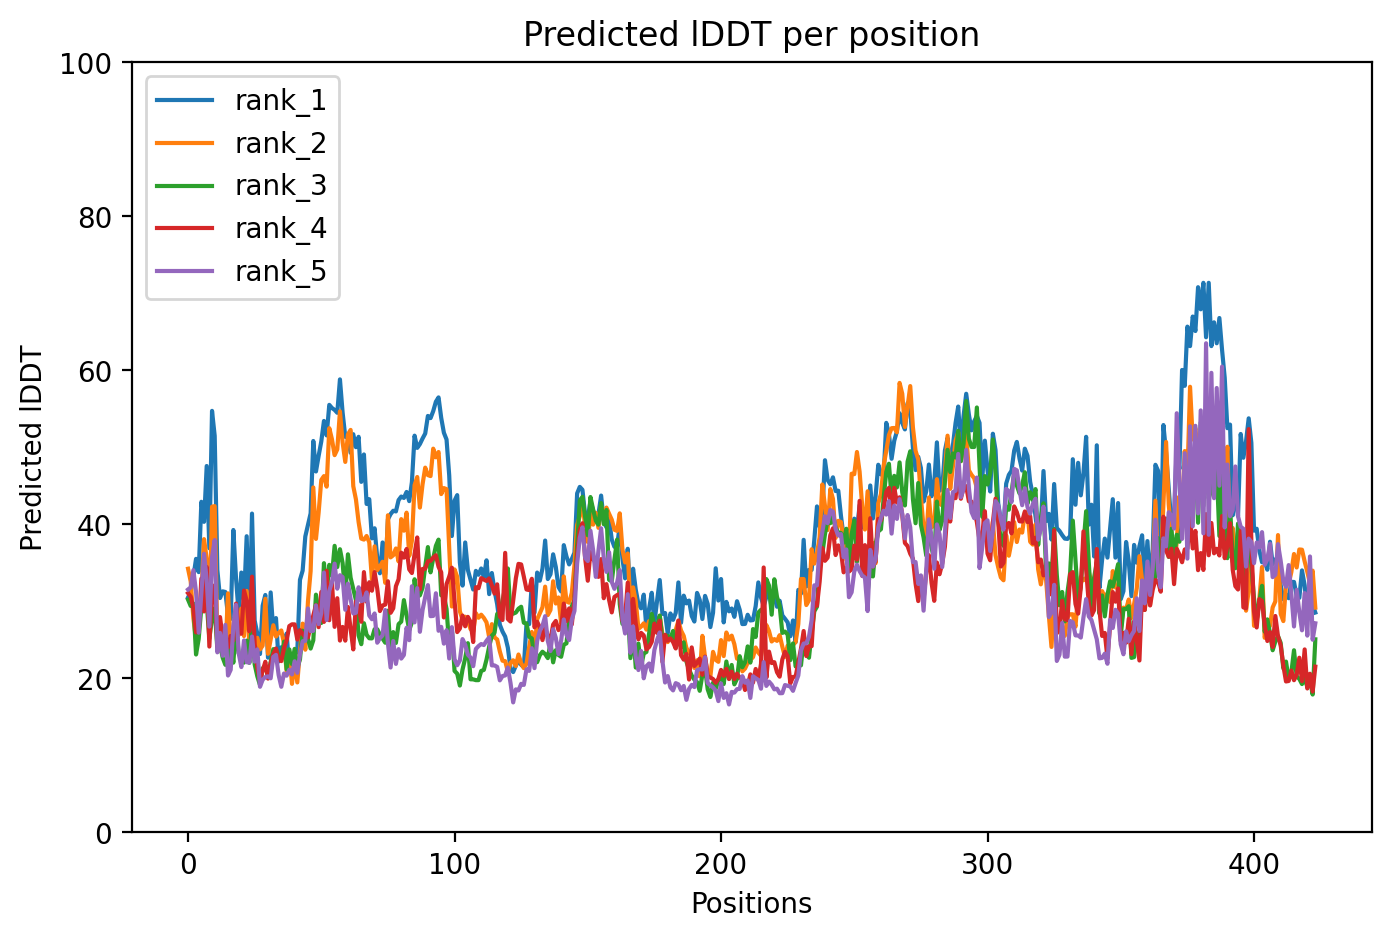 Predicted lDDT per position
100
80
60
40
20
0
Predicted lDDT
rank_1
rank_2
rank_3
rank_4
rank_5
0 100 200 300 400
Positions